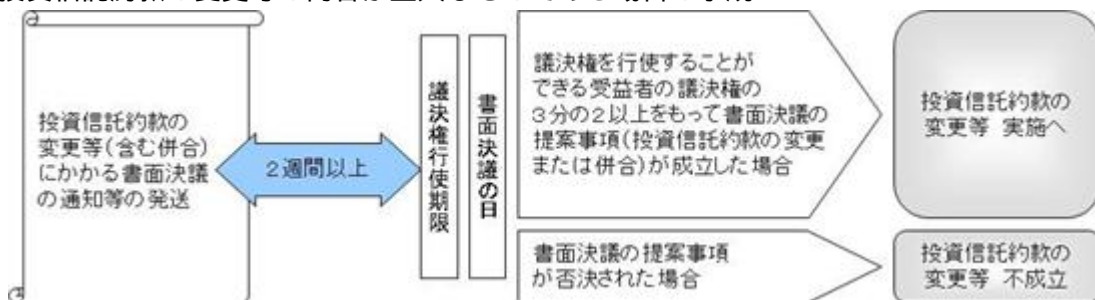 投資信託約款の
変更等(含む併合)
にかかる書面決議
の通知等の発送
2週間以上
議決権行使期限
書面決議の日
議決権を行使することが
できる受益者の議決権の
3分の2以上をもって書面決議の
提案事項(投資信託約款の変更
または併合)が成立した場合
投資信託約款の
変更等 実施へ
書面決議の提案事項
が否決された場合
投資信託約款の
変更等 不成立